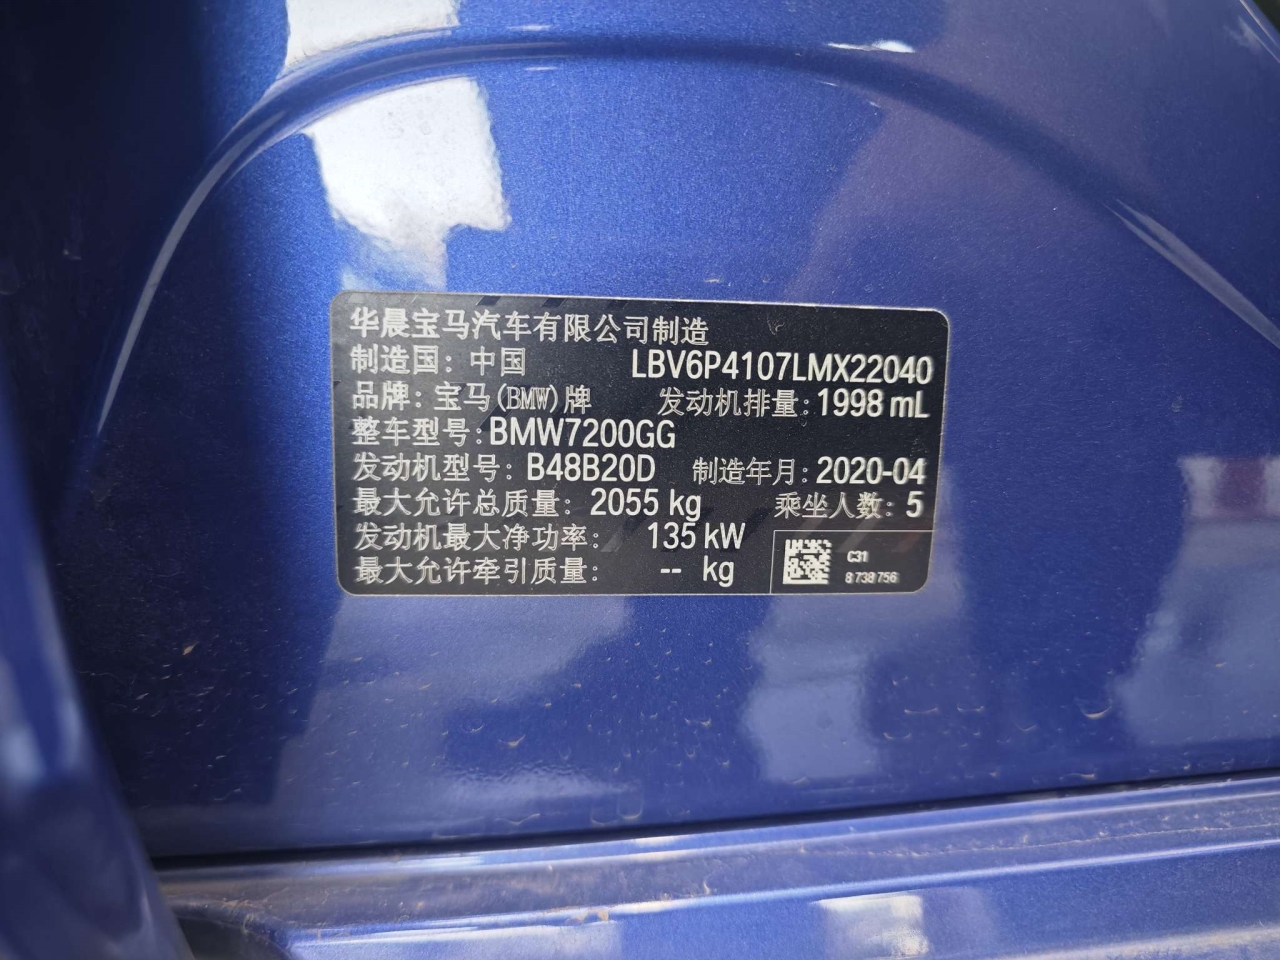 华晨宝马汽车有限公司制造
制造国：中国 LBV6P4107LMX22040
品牌：宝马(BMW)牌 发动机排量：1998 mL
整车型号：BMW7200GG
发动机型号：B48B20D 制造年月：2020-04
最大允许总质量：2055 kg 乘坐人数：5
发动机最大净功率：135 kW
最大允许牵引质量：-- kg
C31
8 738 756